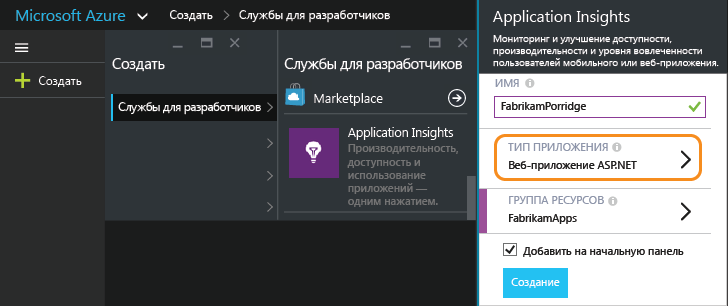 Microsoft Azure
Создать
Службы для разработчиков
Создать
Создать
Службы для разработчиков
Службы для разработчиков
Marketplace
Application Insights
Производительность,
доступность и
использование
приложений —
одним нажатием.
Application Insights
Мониторинг и улучшение доступности,
производительности и уровня вовлеченности
пользователей мобильного или веб-приложения.
ИМЯ
FabrikamPorridge
ТИП ПРИЛОЖЕНИЯ
Веб-приложение ASP.NET
ГРУППА РЕСУРСОВ
FabrikamApps
Добавить на начальную панель
Создание